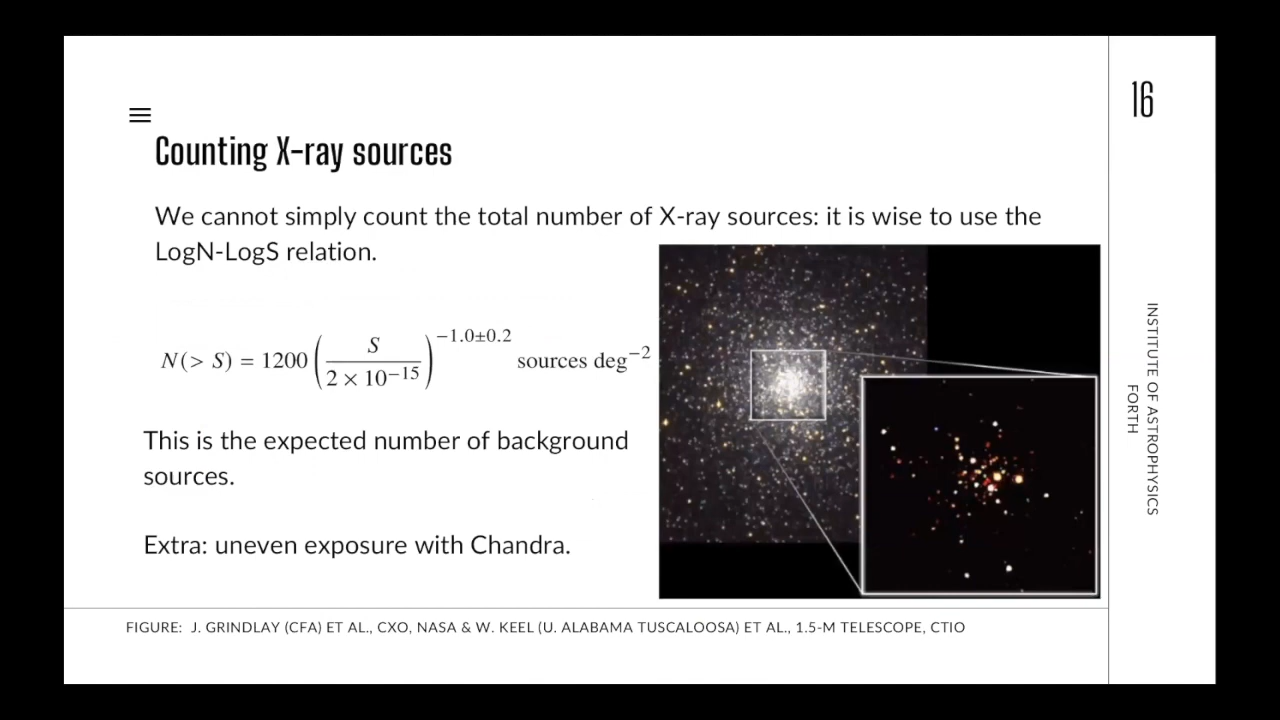 16
Counting X-ray sources
We cannot simply count the total number of X-ray sources: it is wise to use the
LogN-LogS relation.
N(> S) = 1200 (S / 2 × 10^−15)^−1.0±0.2 sources deg^−2
This is the expected number of background
sources.
Extra: uneven exposure with Chandra.
FIGURE: J. GRINDLAY (CFA) ET AL., CXO, NASA & W. KEEL (U. ALABAMA TUSCALOOSA) ET AL., 1.5-M TELESCOPE, CTIO
INSTITUTE OF ASTROPHYSICS
FORTH